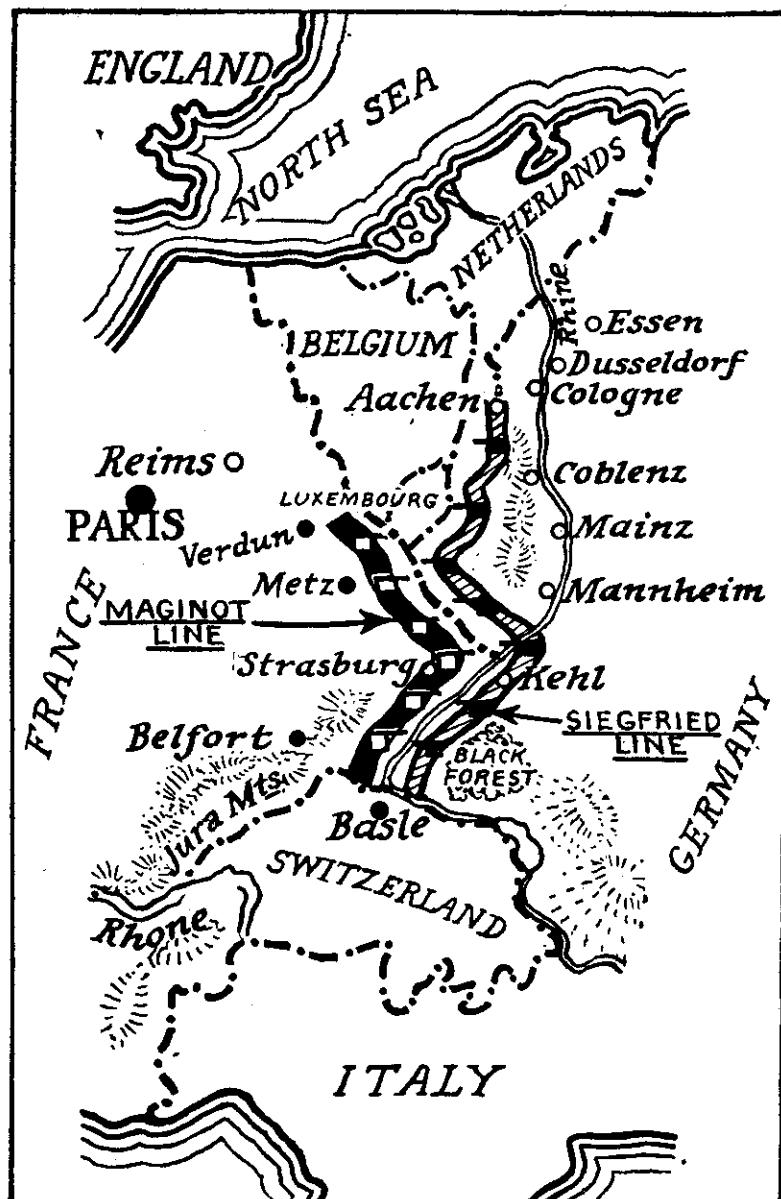 ENGLAND
NORTH SEA
NETHERLANDS
Rhine
Essen
BELGIUM
Dusseldorf
Aachen
Cologne
Reims
Coblenz
LUXEMBOURG
PARIS
Verdun
Mainz
Metz
Mannheim
MAGINOT
LINE
FRANCE
Strasburg
Kehl
SIEGFRIED
LINE
Belfort
BLACK
FOREST
GERMANY
Jura Mts.
Basle
SWITZERLAND
Rhone
ITALY